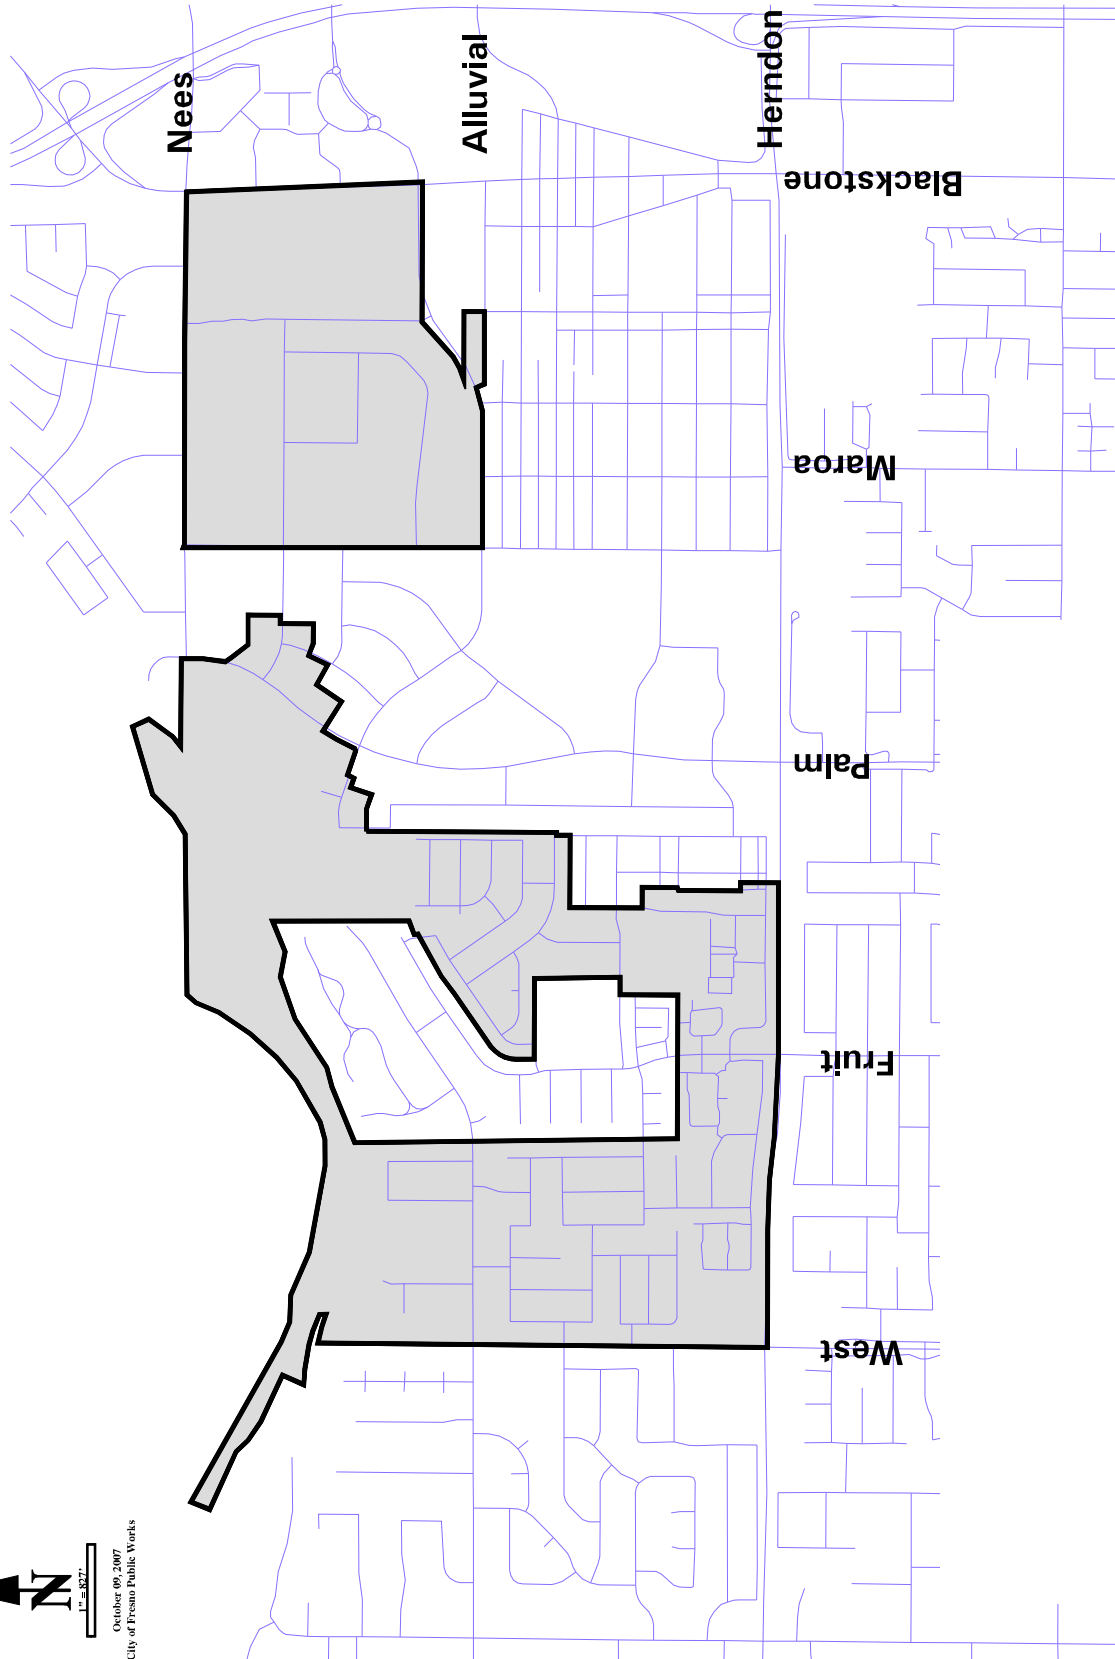 Nees
Alluvial
Herndon
Blackstone
Maroa
Palm
Fruit
West
N
1" = 827'
October 09, 2007
City of Fresno Public Works